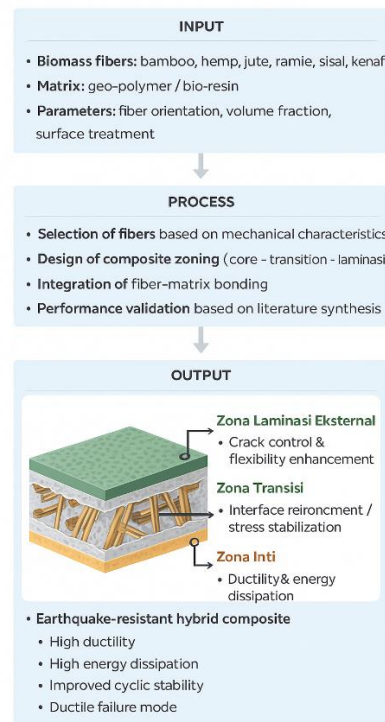 INPUT
• Biomass fibers: bamboo, hemp, jute, ramie, sisal, kenaf
• Matrix: geo-polymer / bio-resin
• Parameters: fiber orientation, volume fraction,
surface treatment
PROCESS
• Selection of fibers based on mechanical characteristics
• Design of composite zoning (core - transition - laminasi
• Integration of fiber-matrix bonding
• Performance validation based on literature synthesis
OUTPUT
Zona Laminasi Eksternal
• Crack control &
flexibility enhancement
Zona Transisi
• Interface reironcment /
stress stabilization
Zona Inti
• Ductility& energy
dissipation
• Earthquake-resistant hybrid composite
• High ductility
• High energy dissipation
• Improved cyclic stability
• Ductile failure mode